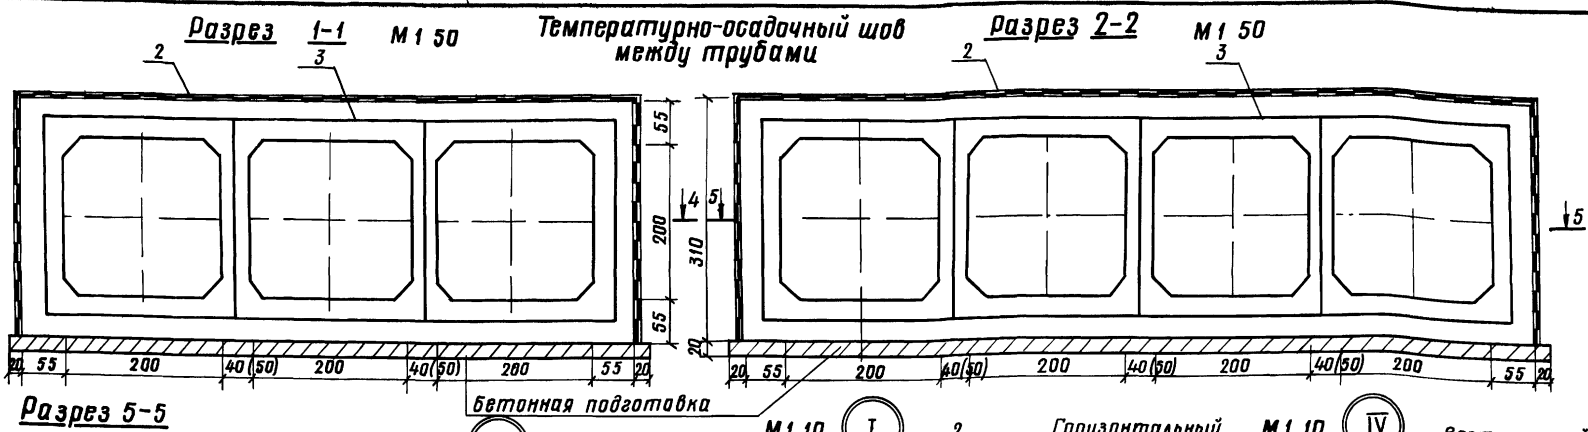 Разрез 1-1 М 1 50
Температурно-осадочный шов
между трубами
Разрез 2-2 М 1 50
2 3
2 3
55
200
55
310
20
4 5
5
20 55 200 40(50) 200 40(50) 200 55 20
20 55 200 40(50) 200 40(50) 200 40(50) 200 55 20
Разрез 5-5
Бетонная подготовка
М 1 10 I 2
Горизонтальный М 1 10 IV